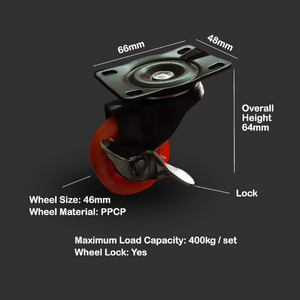 66mm
48mm
Overall
Height
64mm
Lock
Wheel Size: 46mm
Wheel Material: PPCP
Maximum Load Capacity: 400kg / set
Wheel Lock: Yes